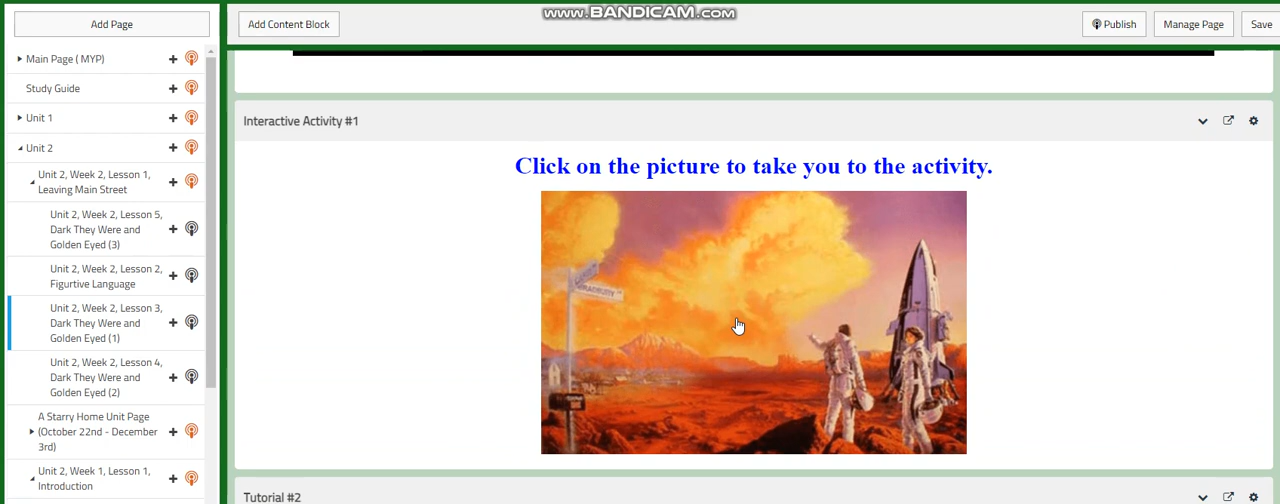 www.BANDICAM.com
Add Page
Add Content Block
Publish
Manage Page
Save
Main Page ( MYP)
Study Guide
Unit 1
Unit 2
Unit 2, Week 2, Lesson 1,
Leaving Main Street
Unit 2, Week 2, Lesson 5,
Dark They Were and
Golden Eyed (3)
Unit 2, Week 2, Lesson 2,
Figurtive Language
Unit 2, Week 2, Lesson 3,
Dark They Were and
Golden Eyed (1)
Unit 2, Week 2, Lesson 4,
Dark They Were and
Golden Eyed (2)
A Starry Home Unit Page
(October 22nd - December
3rd)
Unit 2, Week 1, Lesson 1,
Introduction
Interactive Activity #1
Click on the picture to take you to the activity.
Tutorial #2